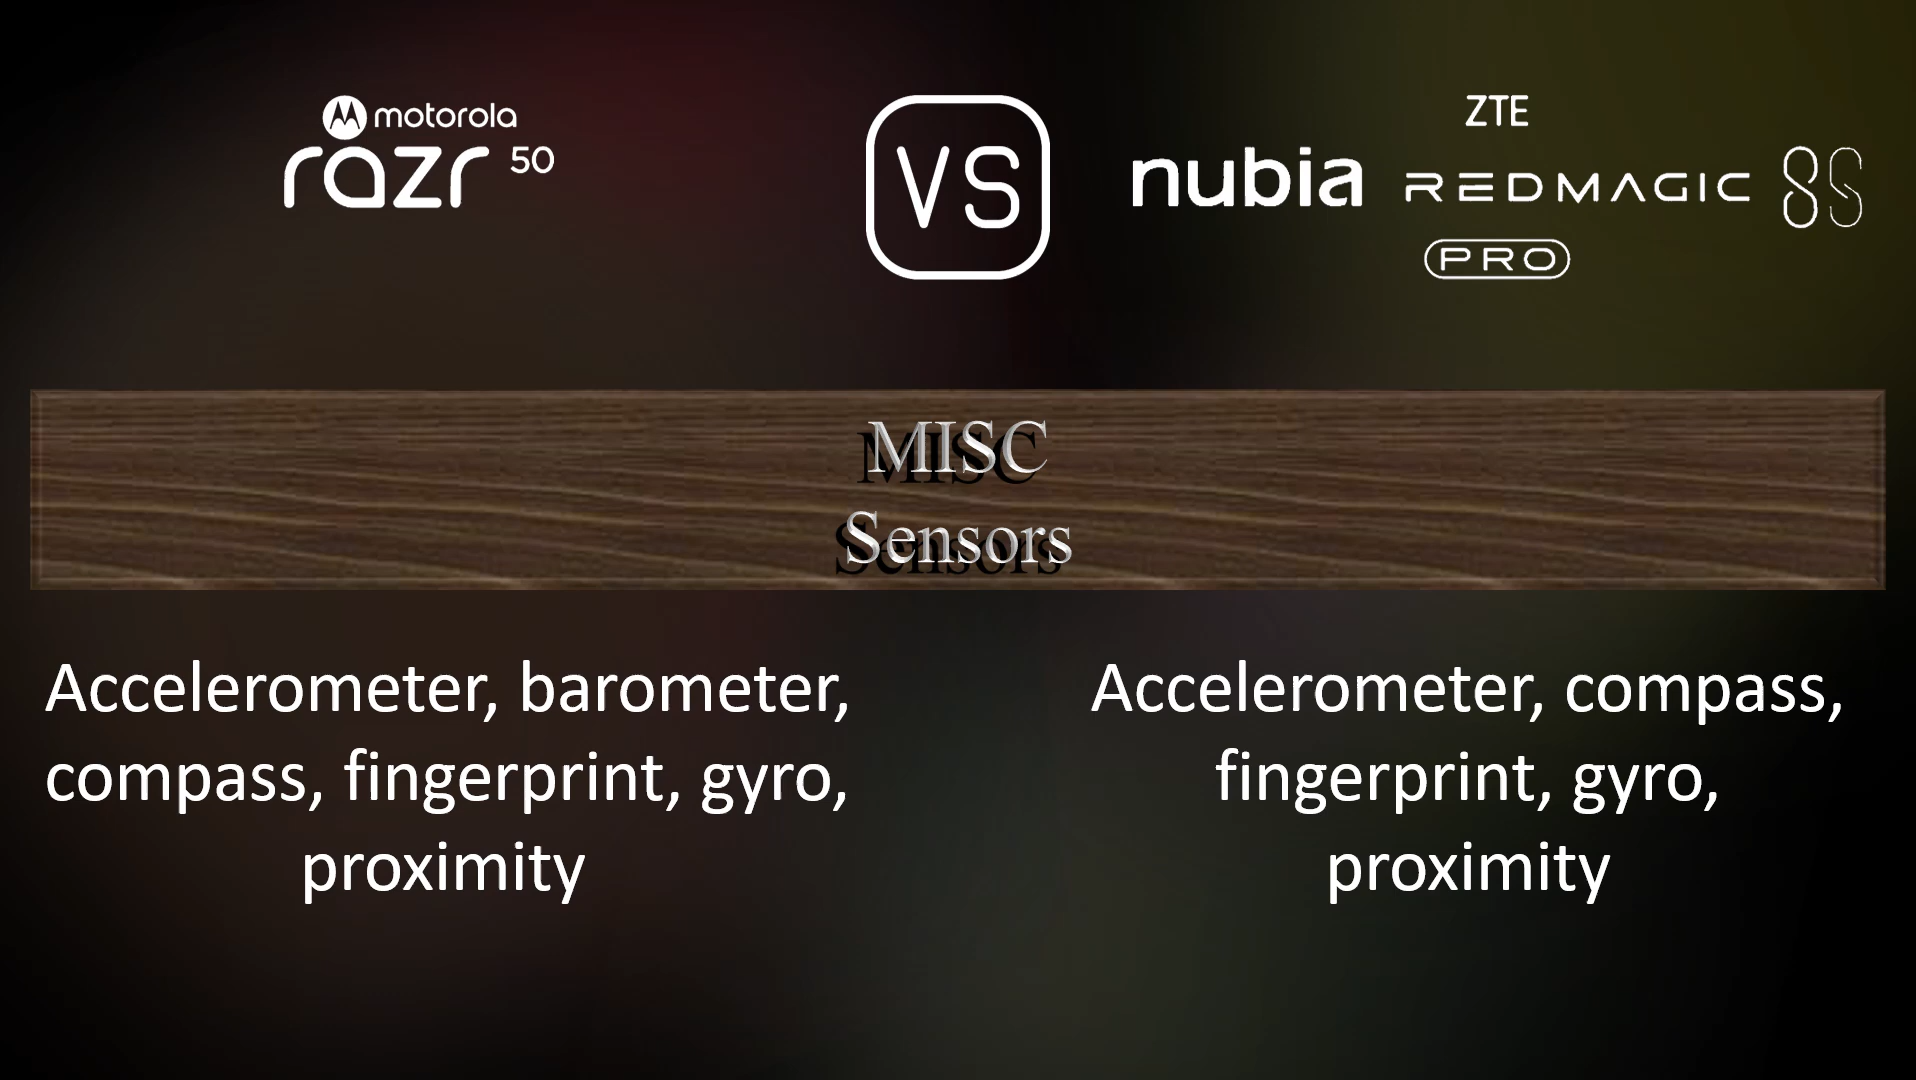 motorola
razr 50
VS
ZTE
nubia REDMAGIC 8S
PRO
MISC
Sensors
Accelerometer, barometer,
compass, fingerprint, gyro,
proximity
Accelerometer, compass,
fingerprint, gyro,
proximity